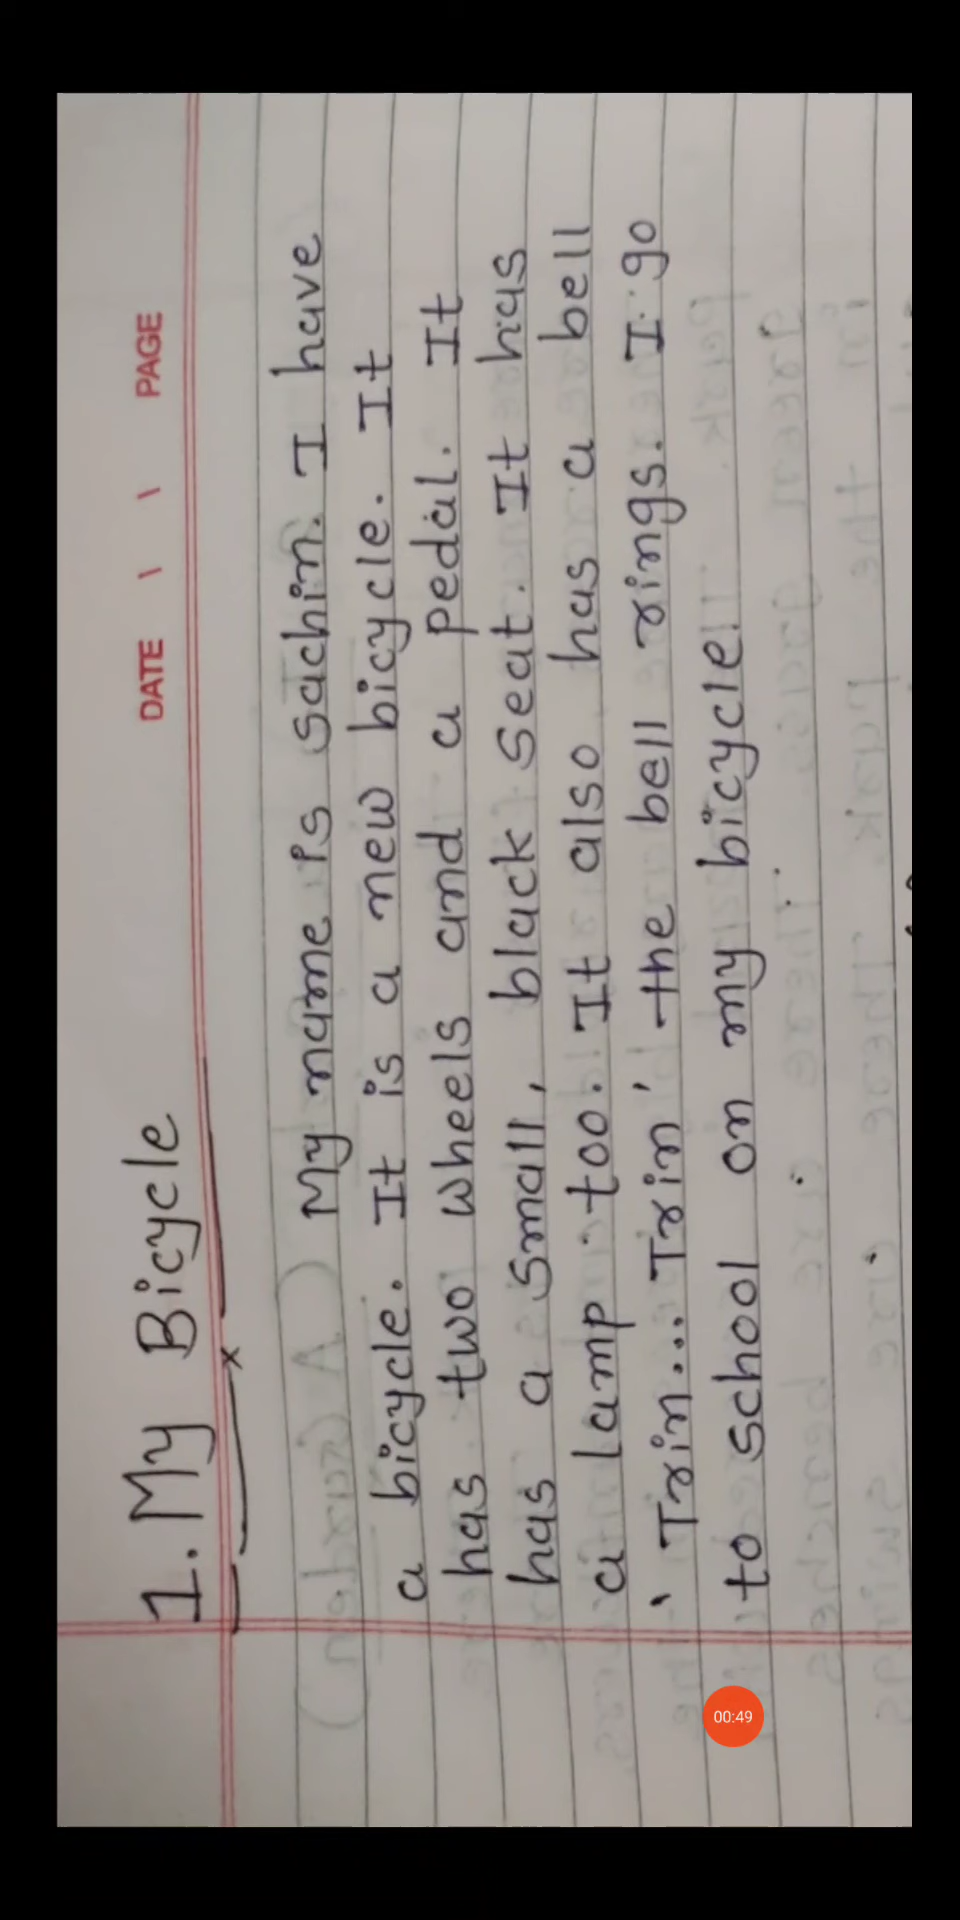 DATE \ \ PAGE
1. My Bicycle
My name is sachin. I have
a bicycle. It is a new bicycle. It
has two wheels and a pedal. It
has a small, black seat. It has
a lamp too. It also has a bell
'Trin... Trin' the bell rings. I go
to school on my bicycle.
00:49